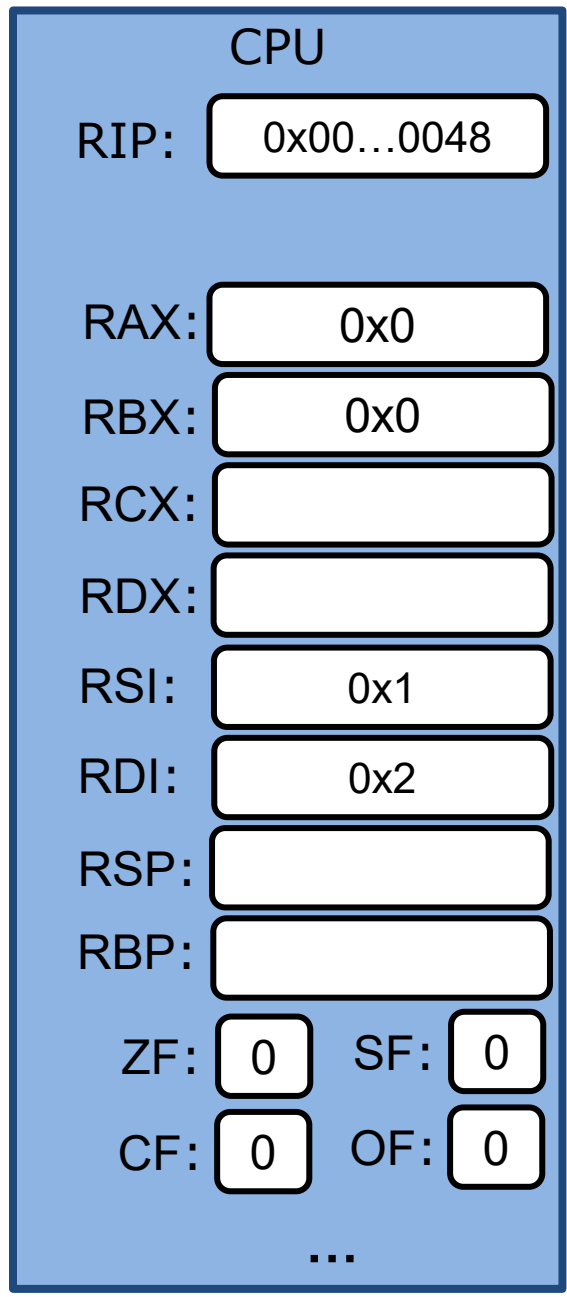 CPU
RIP: 0x00…0048
RAX: 0x0
RBX: 0x0
RCX:
RDX:
RSI: 0x1
RDI: 0x2
RSP:
RBP:
ZF: 0 SF: 0
CF: 0 OF: 0
...